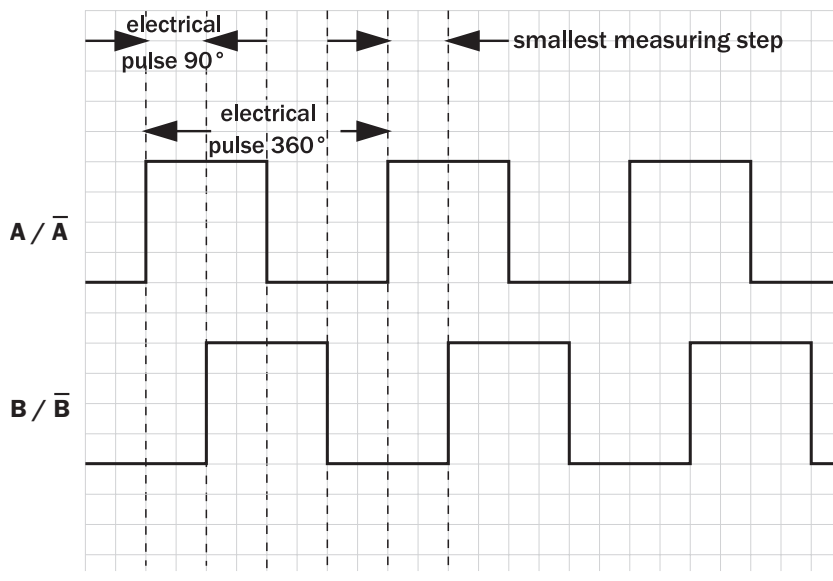 electrical
pulse 90°
smallest measuring step
electrical
pulse 360°
A / A̅
B / B̅